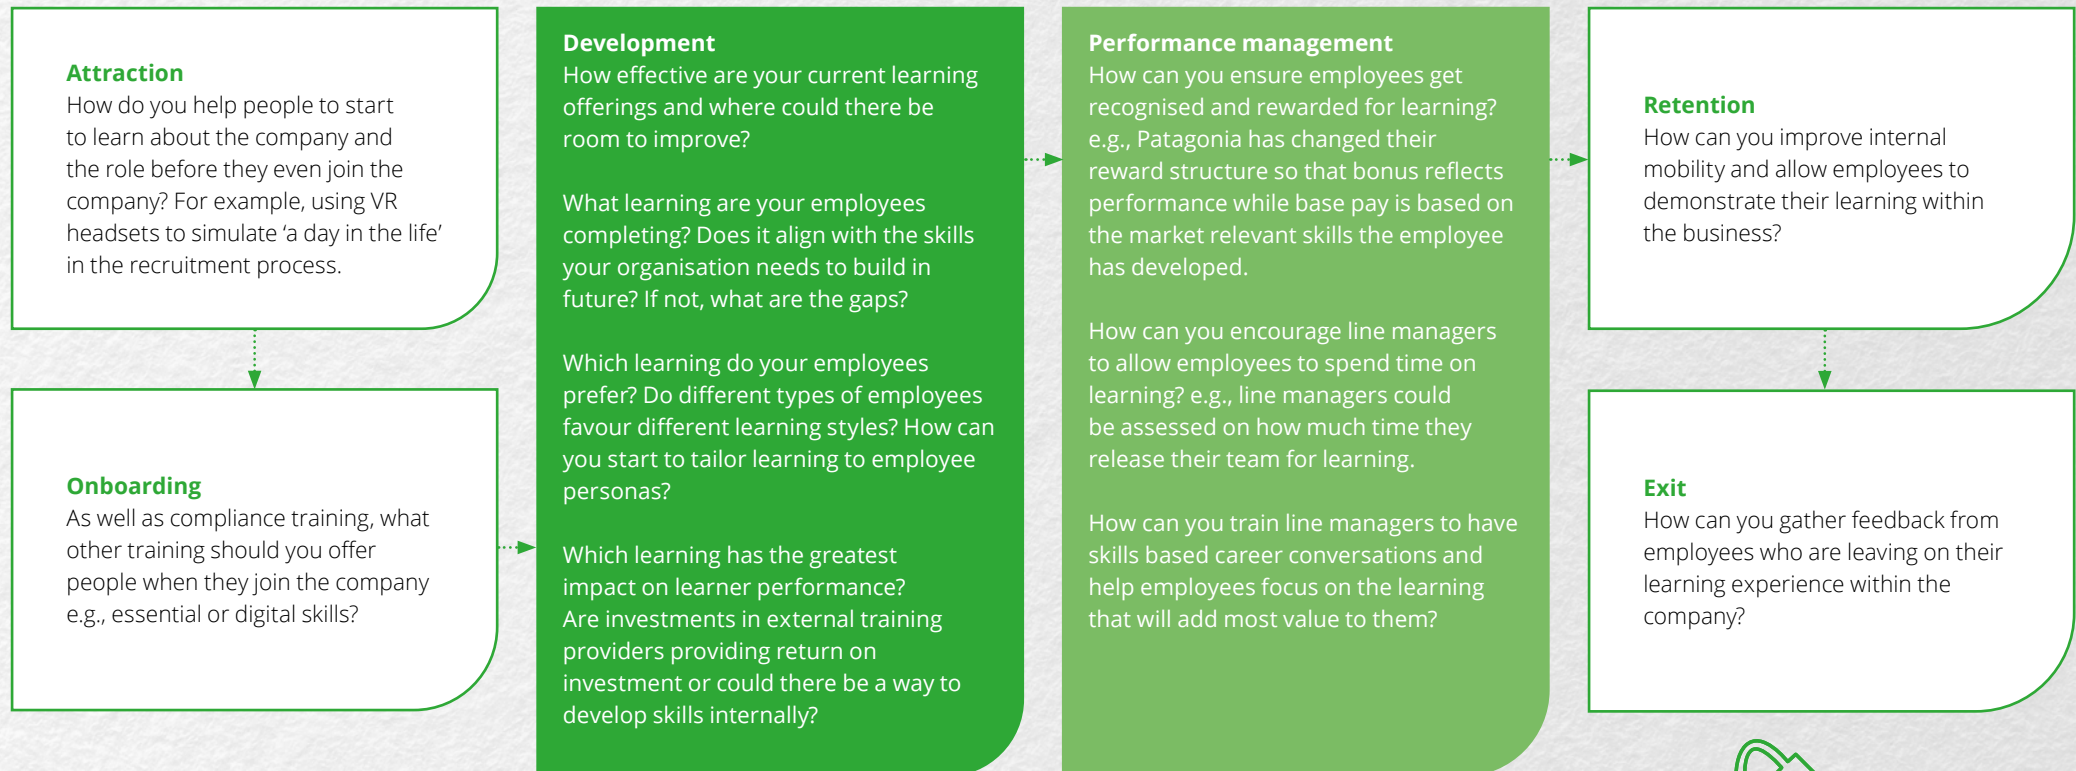 Attraction
How do you help people to start
to learn about the company and
the role before they even join the
company? For example, using VR
headsets to simulate ‘a day in the life’
in the recruitment process.
Onboarding
As well as compliance training, what
other training should you offer
people when they join the company
e.g., essential or digital skills?
Development
How effective are your current learning
offerings and where could there be
room to improve?
What learning are your employees
completing? Does it align with the skills
your organisation needs to build in
future? If not, what are the gaps?
Which learning do your employees
prefer? Do different types of employees
favour different learning styles? How can
you start to tailor learning to employee
personas?
Which learning has the greatest
impact on learner performance?
Are investments in external training
providers providing return on
investment or could there be a way to
develop skills internally?
Performance management
How can you ensure employees get
recognised and rewarded for learning?
e.g., Patagonia has changed their
reward structure so that bonus reflects
performance while base pay is based on
the market relevant skills the employee
has developed.
How can you encourage line managers
to allow employees to spend time on
learning? e.g., line managers could
be assessed on how much time they
release their team for learning.
How can you train line managers to have
skills based career conversations and
help employees focus on the learning
that will add most value to them?
Retention
How can you improve internal
mobility and allow employees to
demonstrate their learning within
the business?
Exit
How can you gather feedback from
employees who are leaving on their
learning experience within the
company?